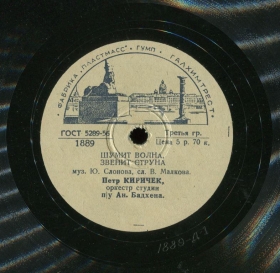 ФАБРИКА „ПЛАСТМАСС" ГУМП ГАЛХИМТРЕСТ
ГОСТ 5289-56
Третья гр.
1889
Цена 5 р. 70 к.
ШУМИТ ВОЛНА,
ЗВЕНИТ СТРУНА
муз. Ю. Слонова, сл. В. Малкова.
Петр КИРИЧЕК,
оркестр студии
п/у Ан. Бадхена.